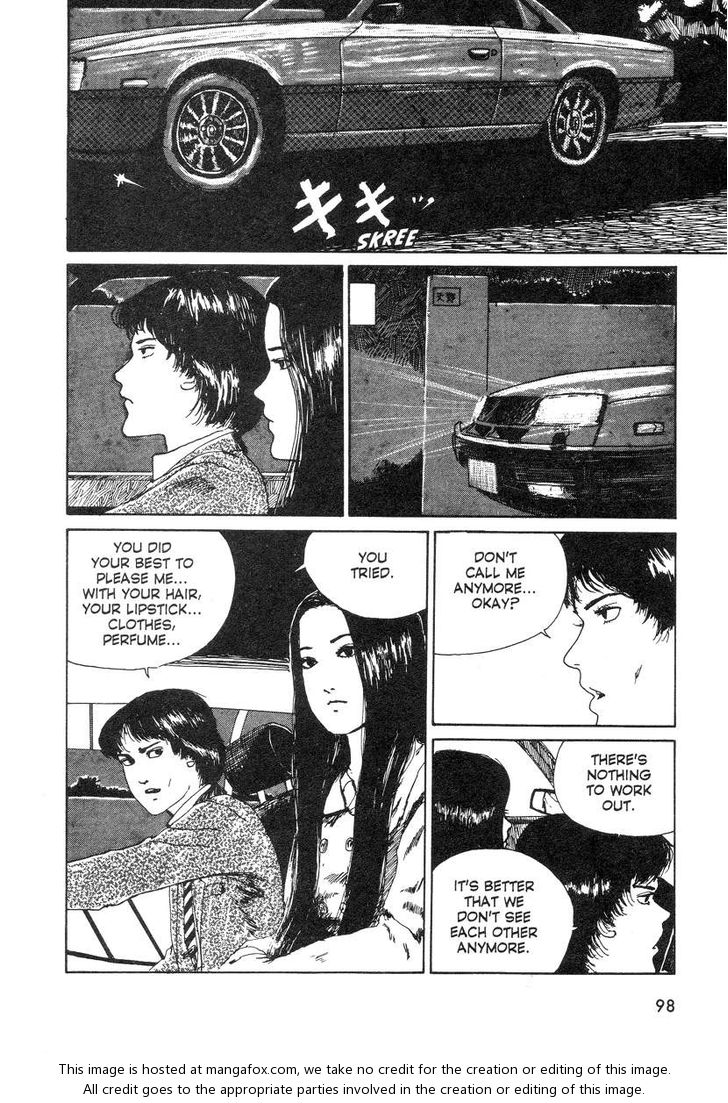 キキッ
SKREE
DON'T
CALL ME
ANYMORE...
OKAY?
THERE'S
NOTHING
TO WORK
OUT.
IT'S BETTER
THAT WE
DON'T SEE
EACH OTHER
ANYMORE.
YOU
TRIED.
YOU DID
YOUR BEST TO
PLEASE ME...
WITH YOUR HAIR,
YOUR LIPSTICK...
CLOTHES,
PERFUME...
98
This image is hosted at mangafox.com, we take no credit for the creation or editing of this image.
All credit goes to the appropriate parties involved in the creation or editing of this image.